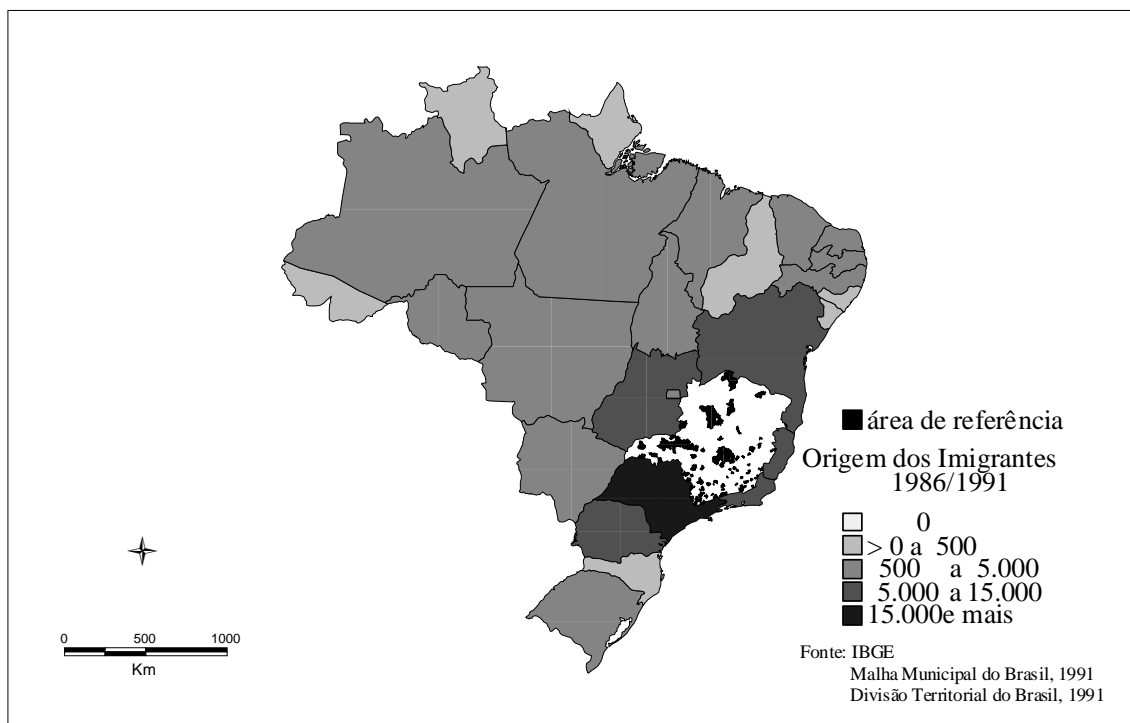 área de referência
Origem dos Imigrantes
1986/1991
0
> 0 a 500
500 a 5.000
5.000 a 15.000
15.000e mais
0 500 1000
Km
Fonte: IBGE
Malha Municipal do Brasil, 1991
Divisão Territorial do Brasil, 1991